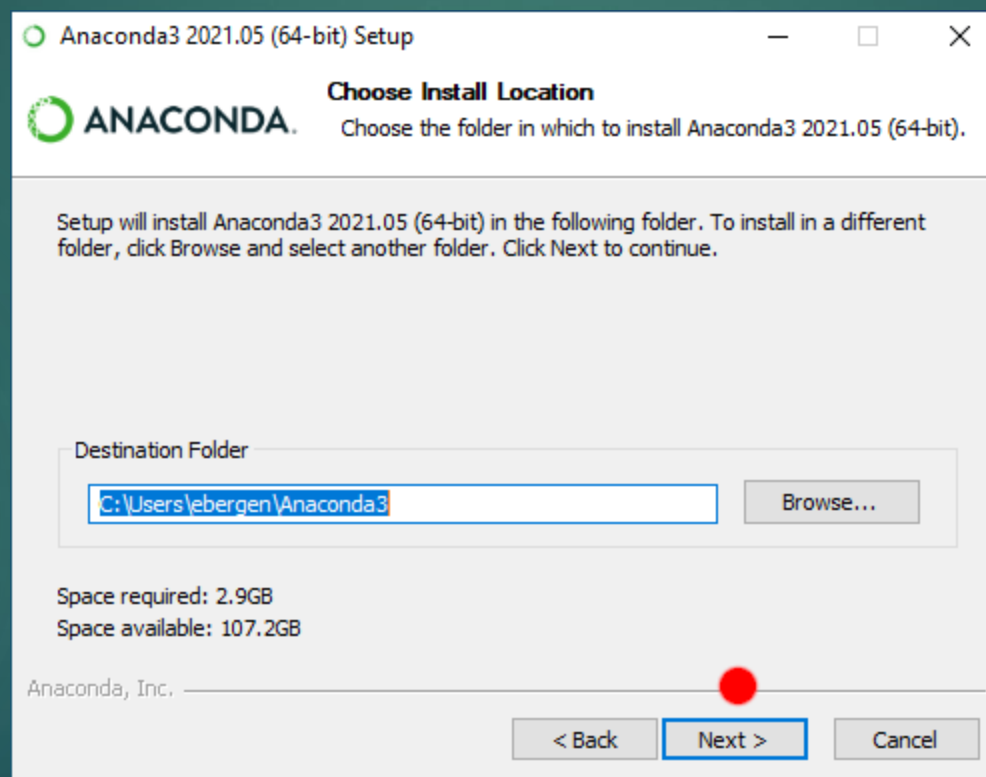 Anaconda3 2021.05 (64-bit) Setup
ANACONDA.
Choose Install Location
Choose the folder in which to install Anaconda3 2021.05 (64-bit).
Setup will install Anaconda3 2021.05 (64-bit) in the following folder. To install in a different
folder, click Browse and select another folder. Click Next to continue.
Destination Folder
C:\Users\ebergen\Anaconda3
Browse...
Space required: 2.9GB
Space available: 107.2GB
Anaconda, Inc.
< Back
Next >
Cancel